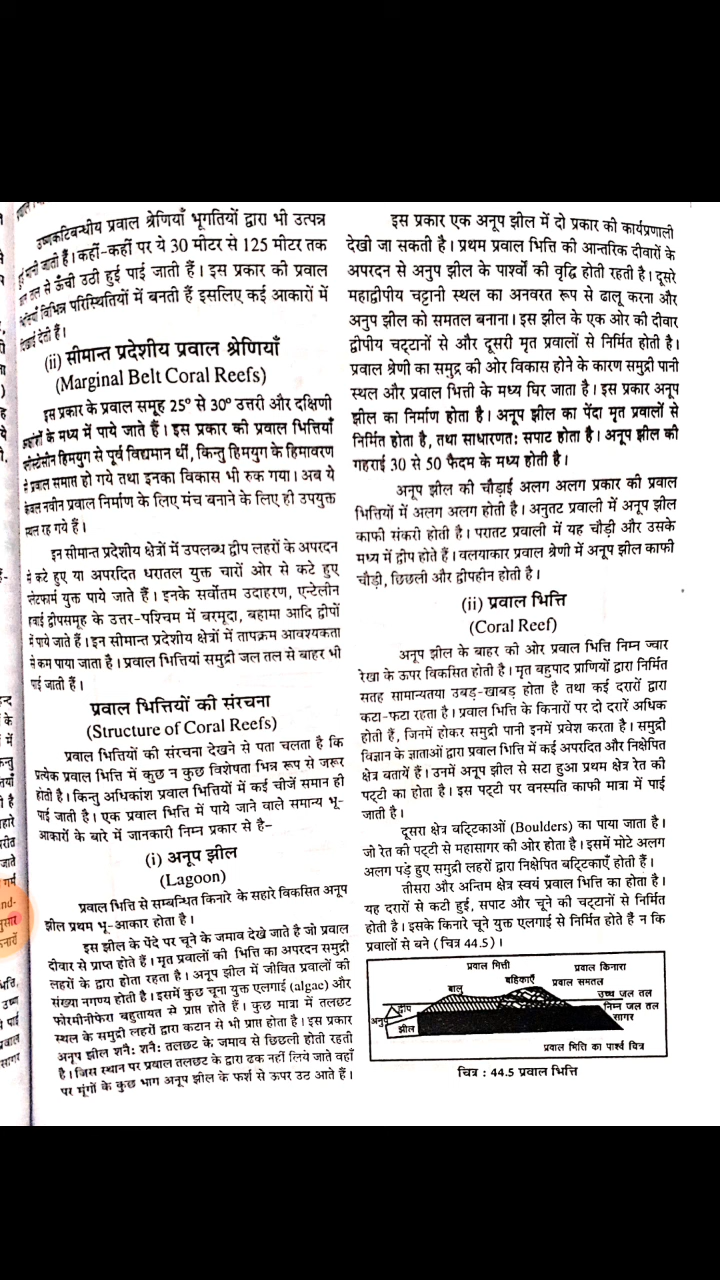 उष्णकटिबन्धीय प्रवाल श्रेणियाँ भूगतियों द्वारा भी उत्पन्न
हुई मानी जाती हैं। कहीं-कहीं पर ये 30 मीटर से 125 मीटर तक
तल से ऊँची उठी हुई पाई जाती हैं। इस प्रकार की प्रवाल
विभिन्न परिस्थितियों में बनती हैं इसलिए कई आकारों में
दिखाई देती हैं।
(ii) सीमान्त प्रदेशीय प्रवाल श्रेणियाँ
(Marginal Belt Coral Reefs)
इस प्रकार के प्रवाल समूह 25° से 30° उत्तरी और दक्षिणी
के मध्य में पाये जाते हैं। इस प्रकार की प्रवाल भित्तियाँ
प्लीस्टोसीन हिमयुग से पूर्व विद्यमान थीं, किन्तु हिमयुग के हिमावरण
से प्रवाल समाप्त हो गये तथा इनका विकास भी रुक गया। अब ये
केवल नवीन प्रवाल निर्माण के लिए मंच बनाने के लिए ही उपयुक्त
स्थल रह गये हैं।
इन सीमान्त प्रदेशीय क्षेत्रों में उपलब्ध द्वीप लहरों के अपरदन
से कटे हुए या अपरदित धरातल युक्त चारों ओर से कटे हुए
प्लेटफार्म युक्त पाये जाते हैं। इनके सर्वोतम उदाहरण, एन्टेलीन
हवाई द्वीपसमूह के उत्तर-पश्चिम में बरमूदा, बहामा आदि द्वीपों
में पाये जाते हैं। इन सीमान्त प्रदेशीय क्षेत्रों में तापक्रम आवश्यकता
से कम पाया जाता है। प्रवाल भित्तियां समुद्री जल तल से बाहर भी
पाई जाती हैं।
प्रवाल भित्तियों की संरचना
(Structure of Coral Reefs)
प्रवाल भित्तियों की संरचना देखने से पता चलता है कि
प्रत्येक प्रवाल भित्ति में कुछ न कुछ विशेषता भिन्न रूप से जरूर
होती है। किन्तु अधिकांश प्रवाल भित्तियों में कई चीजें समान ही
पाई जाती है। एक प्रवाल भित्ति में पाये जाने वाले समान्य भू-
आकारों के बारे में जानकारी निम्न प्रकार से है–
(i) अनूप झील
(Lagoon)
प्रवाल भित्ति से सम्बन्धित किनारे के सहारे विकसित अनूप
झील प्रथम भू-आकार होता है।
इस झील के पेंदे पर चूने के जमाव देखे जाते है जो प्रवाल
दीवार से प्राप्त होते हैं। मृत प्रवालों की भित्ति का अपरदन समुद्री
लहरों के द्वारा होता रहता है। अनूप झील में जीवित प्रवालों की
संख्या नगण्य होती है। इसमें कुछ चूना युक्त एलगाई (algae) और
फोरमीनीफेरा बहुतायत से प्राप्त होते हैं। कुछ मात्रा में तलछट
स्थल के समुद्री लहरों द्वारा कटान से भी प्राप्त होता है। इस प्रकार
अनूप झील शनै: शनै: तलछट के जमाव से छिछली होती रहती
है। जिस स्थान पर प्रवाल तलछट के द्वारा ढक नहीं लिये जाते वहाँ
पर मूंगों के कुछ भाग अनूप झील के फर्श से ऊपर उठ आते हैं।
इस प्रकार एक अनूप झील में दो प्रकार की कार्यप्रणाली
देखी जा सकती है। प्रथम प्रवाल भित्ति की आन्तरिक दीवारों के
अपरदन से अनुप झील के पार्श्वो की वृद्धि होती रहती है। दूसरे
महाद्वीपीय चट्टानी स्थल का अनवरत रूप से ढालू करना और
अनुप झील को समतल बनाना। इस झील के एक ओर की दीवार
द्वीपीय चट्टानों से और दूसरी मृत प्रवालों से निर्मित होती है।
प्रवाल श्रेणी का समुद्र की ओर विकास होने के कारण समुद्री पानी
स्थल और प्रवाल भित्ती के मध्य घिर जाता है। इस प्रकार अनूप
झील का निर्माण होता है। अनूप झील का पेंदा मृत प्रवालों से
निर्मित होता है, तथा साधारणत: सपाट होता है। अनूप झील की
गहराई 30 से 50 फैदम के मध्य होती है।
अनूप झील की चौड़ाई अलग अलग प्रकार की प्रवाल
भित्तियों में अलग अलग होती है। अनुतट प्रवाली में अनूप झील
काफी संकरी होती है। परातट प्रवाली में यह चौड़ी और उसके
मध्य में द्वीप होते हैं। वलयाकार प्रवाल श्रेणी में अनूप झील काफी
चौड़ी, छिछली और द्वीपहीन होती है।
(ii) प्रवाल भित्ति
(Coral Reef)
अनूप झील के बाहर की ओर प्रवाल भित्ति निम्न ज्वार
रेखा के ऊपर विकसित होती है। मृत बहुपाद प्राणियों द्वारा निर्मित
सतह सामान्यतया उबड़-खाबड़ होता है तथा कई दरारों द्वारा
कटा-फटा रहता है। प्रवाल भित्ति के किनारों पर दो दरारें अधिक
होती हैं, जिनमें होकर समुद्री पानी इनमें प्रवेश करता है। समुद्री
विज्ञान के ज्ञाताओं द्वारा प्रवाल भित्ति में कई अपरदित और निक्षेपित
क्षेत्र बतायें हैं। उनमें अनूप झील से सटा हुआ प्रथम क्षेत्र रेत की
पट्टी का होता है। इस पट्टी पर वनस्पति काफी मात्रा में पाई
जाती है।
दूसरा क्षेत्र बट्टिकाओं (Boulders) का पाया जाता है।
जो रेत की पट्टी से महासागर की ओर होता है। इसमें मोटे अलग
अलग पड़े हुए समुद्री लहरों द्वारा निक्षेपित बट्टिकाएँ होती हैं।
तीसरा और अन्तिम क्षेत्र स्वयं प्रवाल भित्ति का होता है।
यह दरारों से कटी हुई, सपाट और चूने की चट्टानों से निर्मित
होती है। इसके किनारे चूने युक्त एलगाई से निर्मित होते हैं न कि
प्रवालों से बने (चित्र 44.5)।
प्रवाल भित्ती
प्रवाल किनारा
बालु
बहिकाएँ
प्रवाल समतल
उच्च जल तल
द्वीप
निम्न जल तल
अनुप
सागर
झील
प्रवाल भित्ति का पार्श्व चित्र
चित्र : 44.5 प्रवाल भित्ति